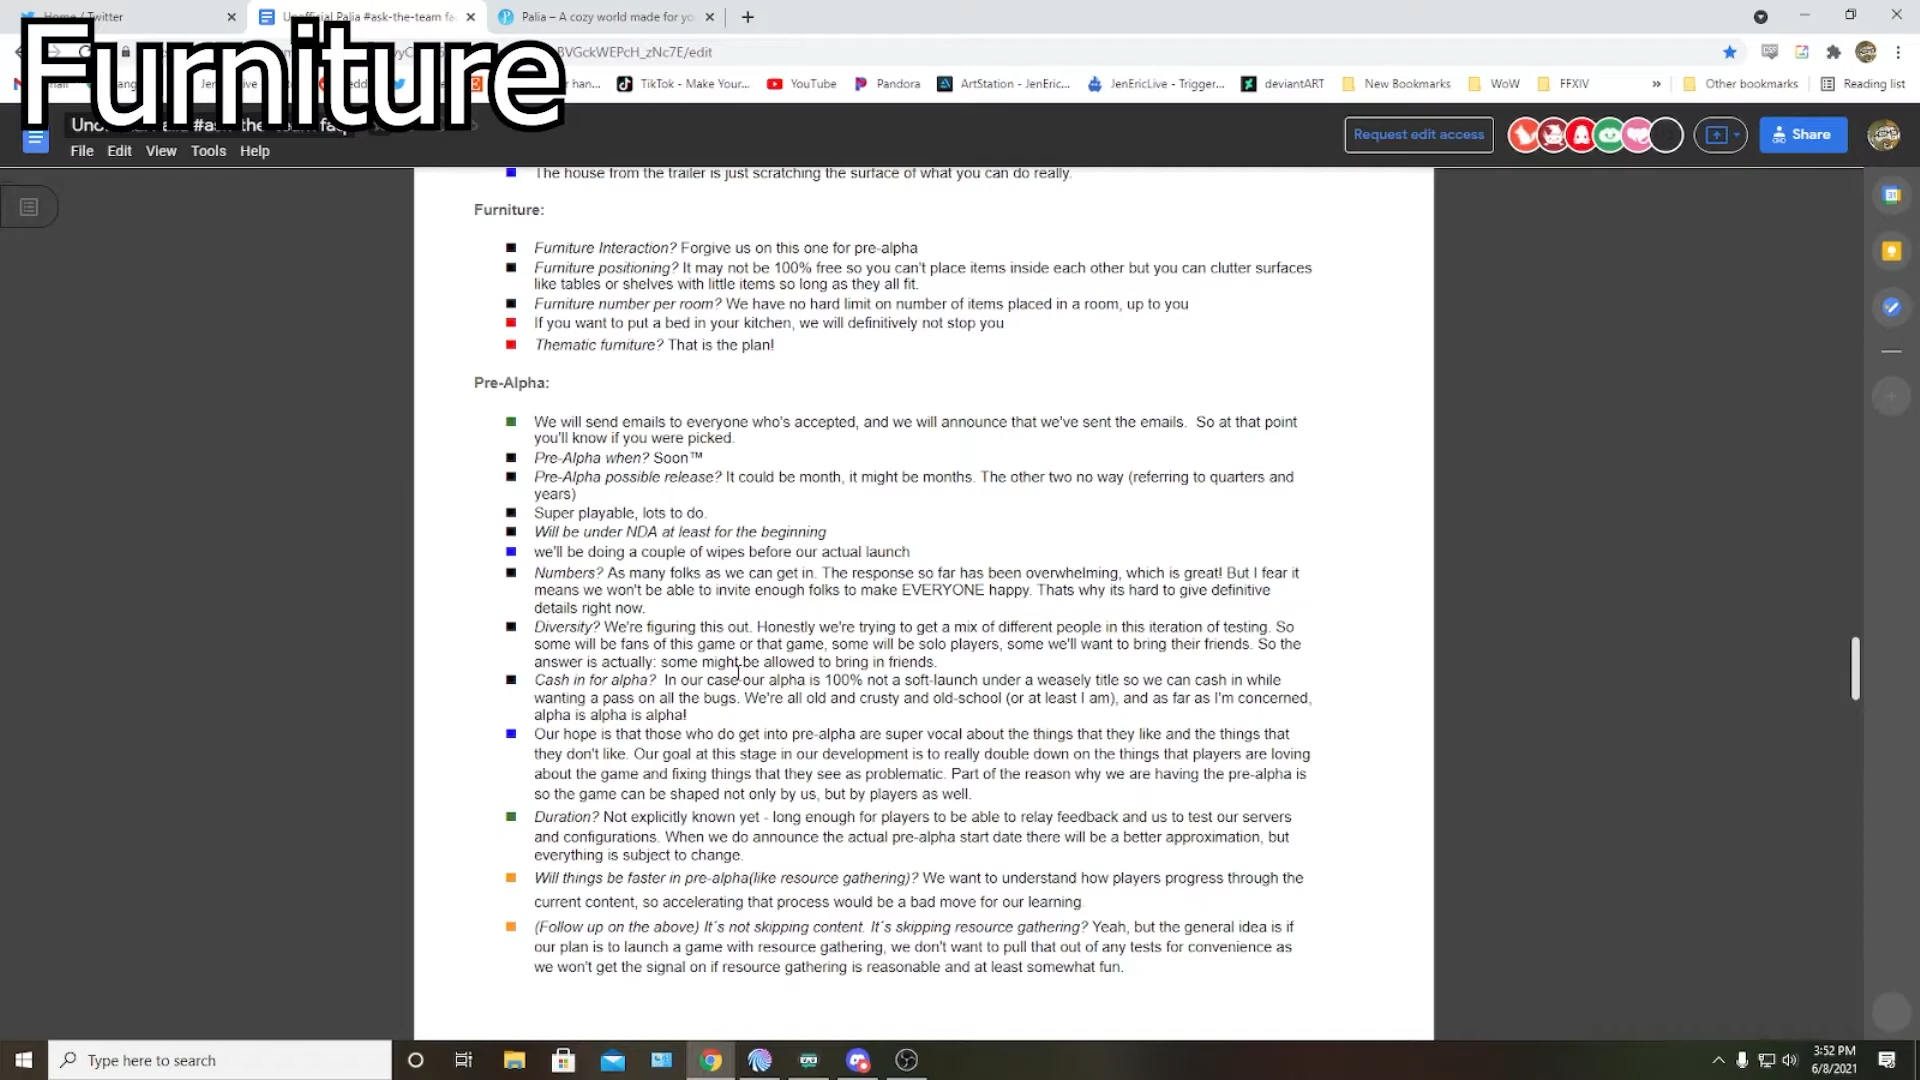 Furniture
Home / Twitter
Unofficial Palia #ask-the-team fa
Palia – A cozy world made for yo
BVGckWEPcH_zNc7E/edit
TikTok - Make Your...
YouTube
Pandora
ArtStation - JenEric...
JenEricLive - Trigger...
deviantART
New Bookmarks
WoW
FFXIV
»
Other bookmarks
Reading list
#ask-the-team faq
Request edit access
Share
File Edit View Tools Help
The house from the trailer is just scratching the surface of what you can do really.
Furniture:
Furniture Interaction? Forgive us on this one for pre-alpha
Furniture positioning? It may not be 100% free so you can't place items inside each other but you can clutter surfaces
like tables or shelves with little items so long as they all fit.
Furniture number per room? We have no hard limit on number of items placed in a room, up to you
If you want to put a bed in your kitchen, we will definitively not stop you
Thematic furniture? That is the plan!
Pre-Alpha:
We will send emails to everyone who's accepted, and we will announce that we've sent the emails. So at that point
you'll know if you were picked.
Pre-Alpha when? Soon™
Pre-Alpha possible release? It could be month, it might be months. The other two no way (referring to quarters and
years)
Super playable, lots to do.
Will be under NDA at least for the beginning
we'll be doing a couple of wipes before our actual launch
Numbers? As many folks as we can get in. The response so far has been overwhelming, which is great! But I fear it
means we won't be able to invite enough folks to make EVERYONE happy. Thats why its hard to give definitive
details right now.
Diversity? We're figuring this out. Honestly we're trying to get a mix of different people in this iteration of testing. So
some will be fans of this game or that game, some will be solo players, some we'll want to bring their friends. So the
answer is actually: some might be allowed to bring in friends.
Cash in for alpha? In our case our alpha is 100% not a soft-launch under a weasely title so we can cash in while
wanting a pass on all the bugs. We're all old and crusty and old-school (or at least I am), and as far as I'm concerned,
alpha is alpha is alpha!
Our hope is that those who do get into pre-alpha are super vocal about the things that they like and the things that
they don't like. Our goal at this stage in our development is to really double down on the things that players are loving
about the game and fixing things that they see as problematic. Part of the reason why we are having the pre-alpha is
so the game can be shaped not only by us, but by players as well.
Duration? Not explicitly known yet - long enough for players to be able to relay feedback and us to test our servers
and configurations. When we do announce the actual pre-alpha start date there will be a better approximation, but
everything is subject to change.
Will things be faster in pre-alpha(like resource gathering)? We want to understand how players progress through the
current content, so accelerating that process would be a bad move for our learning.
(Follow up on the above) It´s not skipping content. It´s skipping resource gathering? Yeah, but the general idea is if
our plan is to launch a game with resource gathering, we don't want to pull that out of any tests for convenience as
we won't get the signal on if resource gathering is reasonable and at least somewhat fun.
Type here to search
3:52 PM
6/8/2021